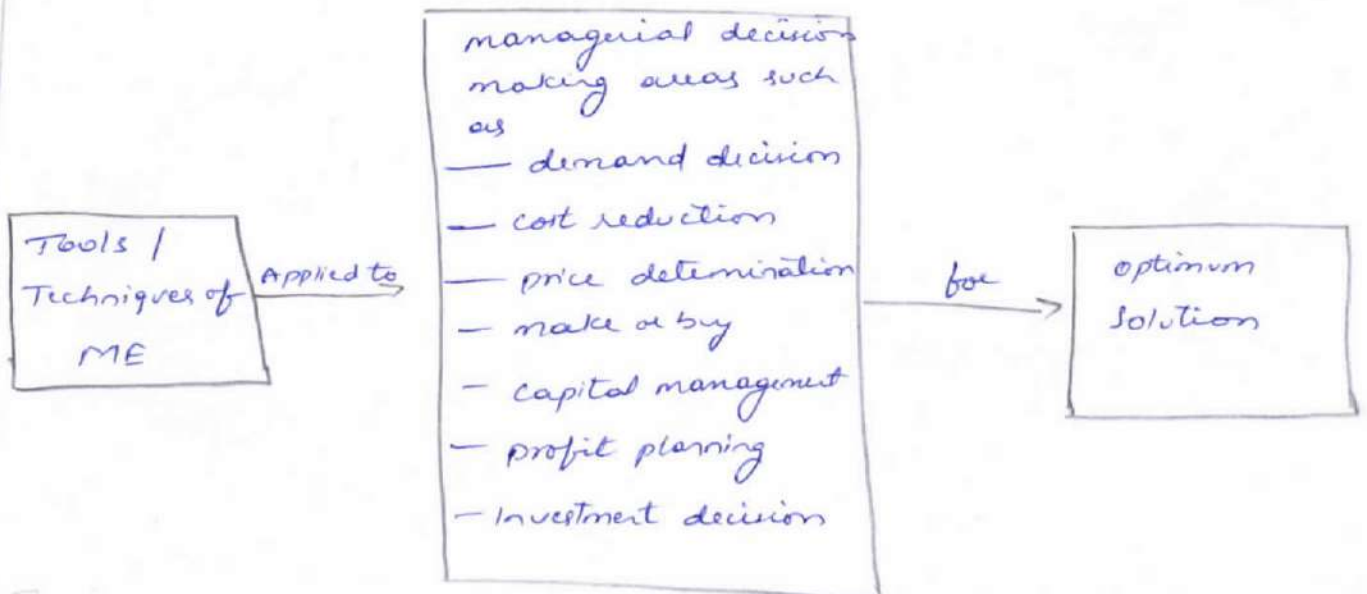 Tools /
Techniques of
ME
Applied to
managerial decision
making areas such
as
— demand decision
— cost reduction
— price detemination
— make or buy
- capital management
- profit planning
- Investment decision
for
optimum
solution